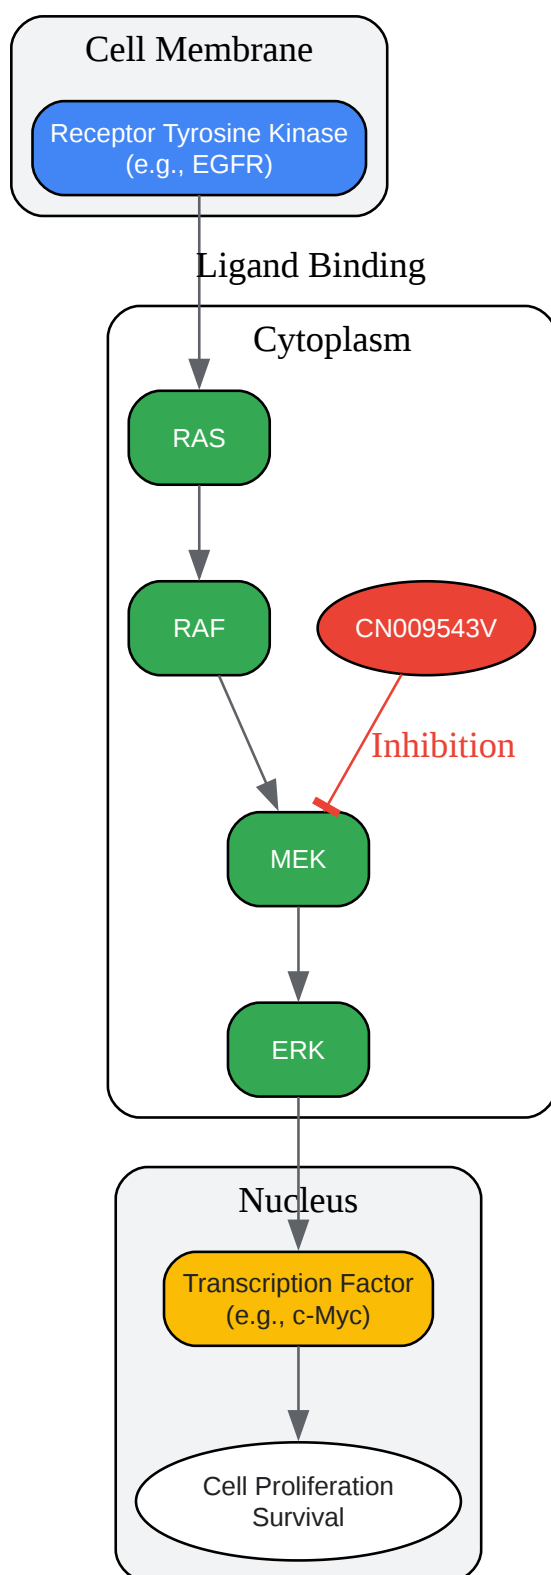 Cell Membrane
Receptor Tyrosine Kinase
(e.g., EGFR)
Ligand Binding
Cytoplasm
RAS
RAF
CN009543V
Inhibition
MEK
ERK
Nucleus
Transcription Factor
(e.g., c-Myc)
Cell Proliferation
Survival